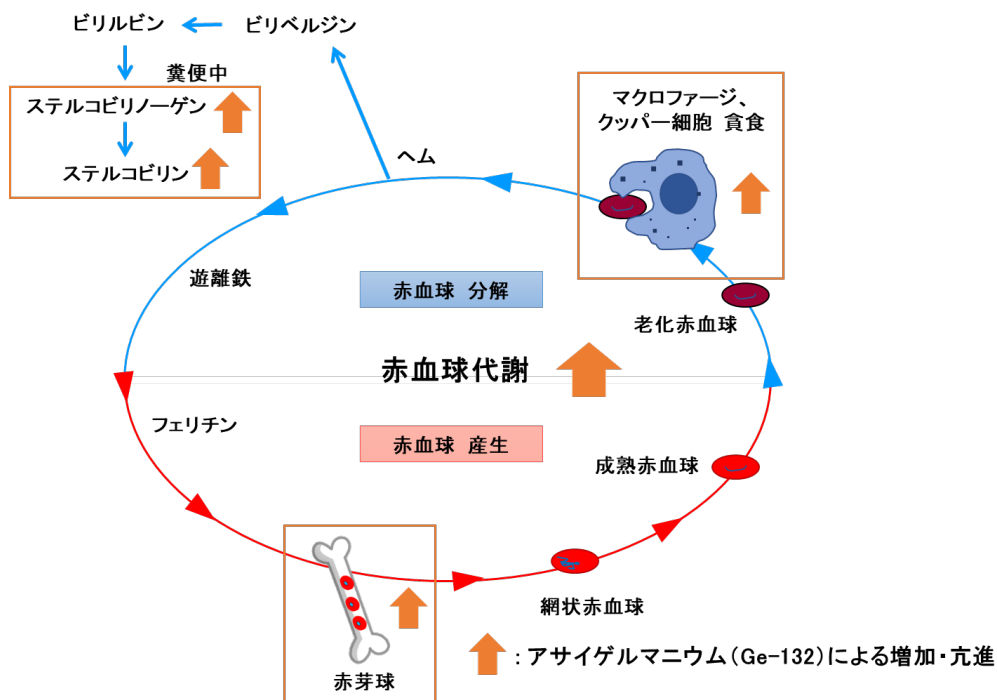 ビリルビン
ビリベルジン
糞便中
ステルコビリノーゲン
ステルコビリン
マクロファージ、
クッパー細胞 貪食
ヘム
遊離鉄
赤血球 分解
老化赤血球
赤血球代謝
フェリチン
赤血球 産生
成熟赤血球
網状赤血球
赤芽球
：アサイゲルマニウム（Ge-132）による増加・亢進